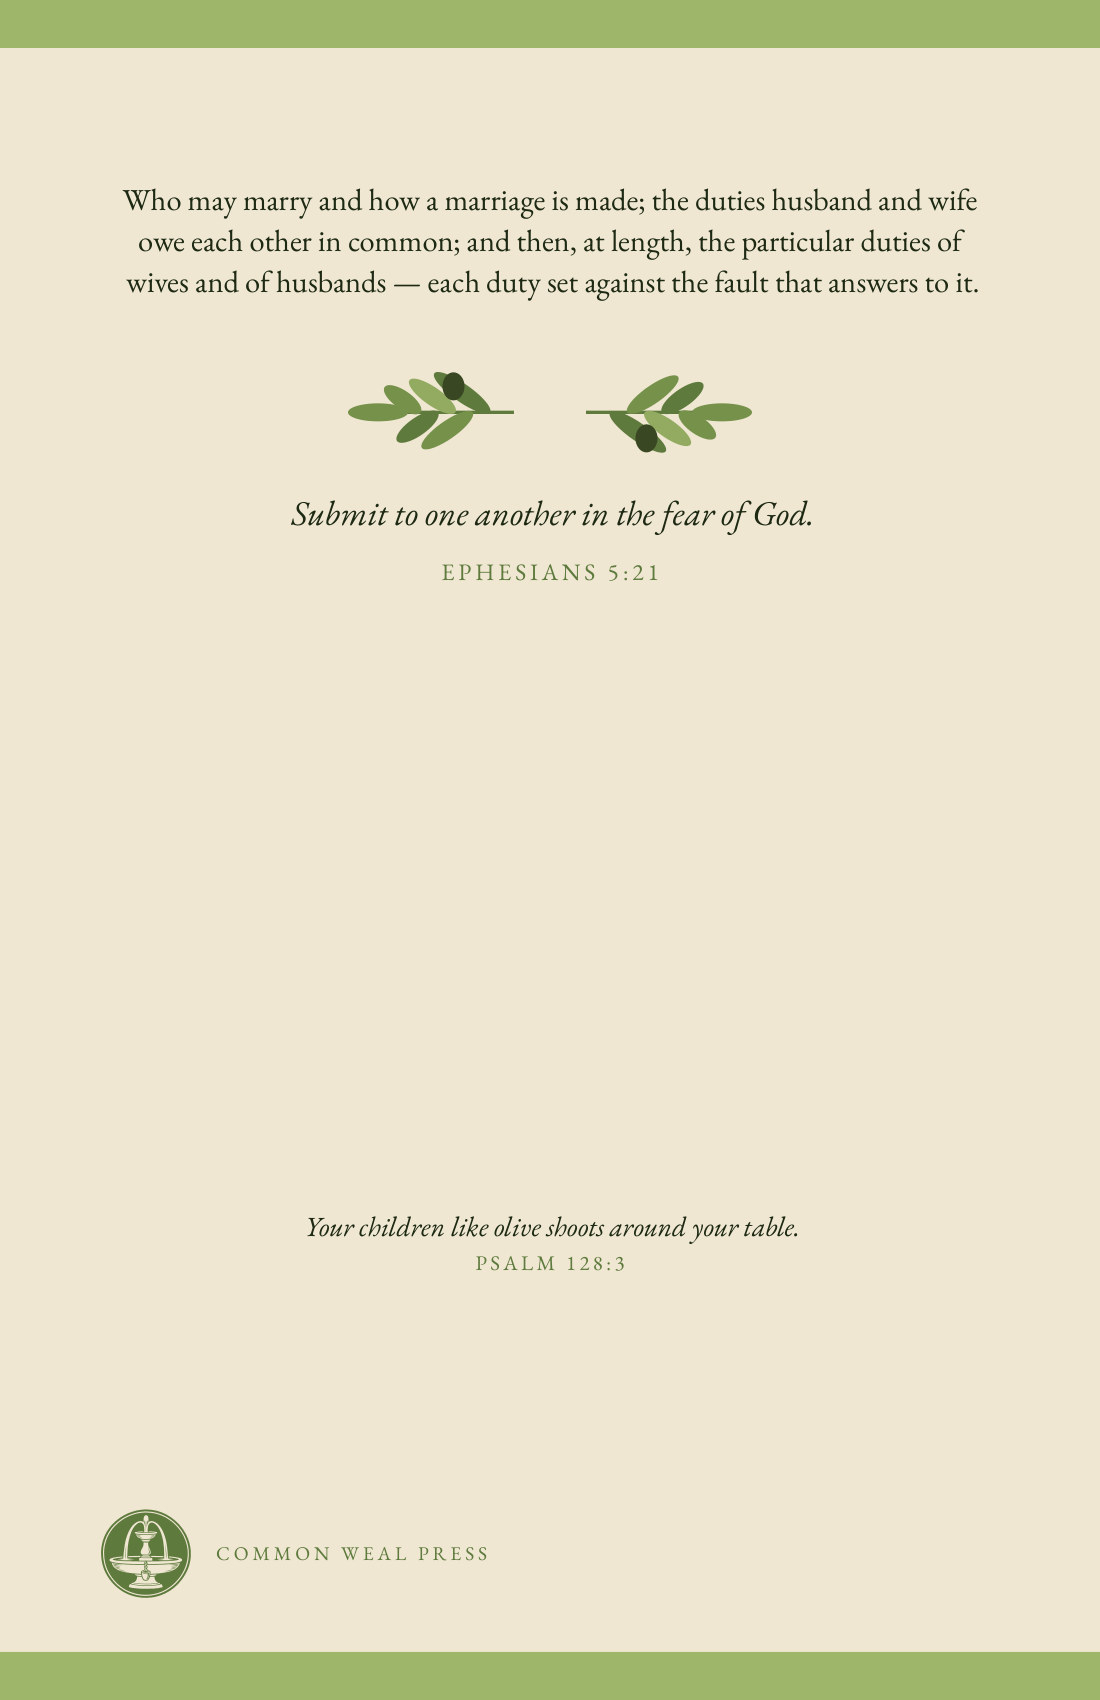 Who may marry and how a marriage is made; the duties husband and wife
owe each other in common; and then, at length, the particular duties of
wives and of husbands — each duty set against the fault that answers to it.
Submit to one another in the fear of God.
EPHESIANS 5:21
Your children like olive shoots around your table.
PSALM 128:3
COMMON WEAL PRESS